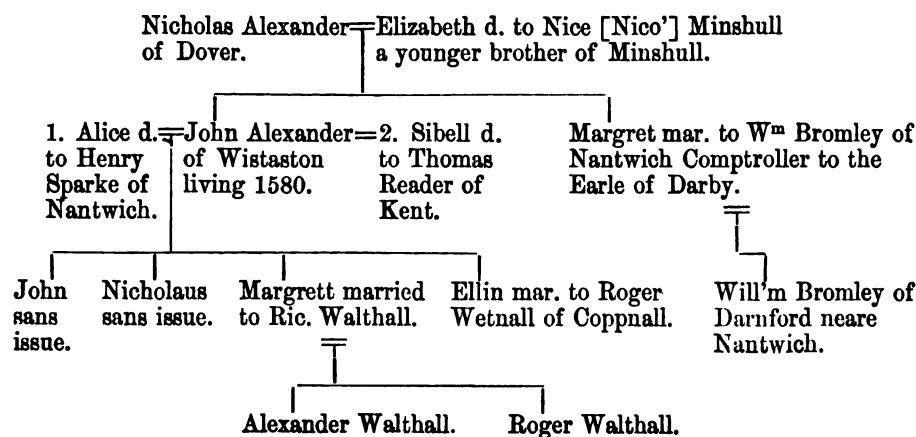 Nicholas Alexander = Elizabeth d. to Nice [Nico'] Minshull
of Dover.
a younger brother of Minshull.
1. Alice d. = John Alexander = 2. Sibell d.
to Henry
Sparke of
Nantwich.
of Wistaston
living 1580.
to Thomas
Reader of
Kent.
Margret mar. to Wᵐ Bromley of
Nantwich Comptroller to the
Earle of Darby.
John
sans
issue.
Nicholaus
sans issue.
Margrett married
to Ric. Walthall.
Ellin mar. to Roger
Wetnall of Coppnall.
Will'm Bromley of
Darnford neare
Nantwich.
Alexander Walthall.
Roger Walthall.